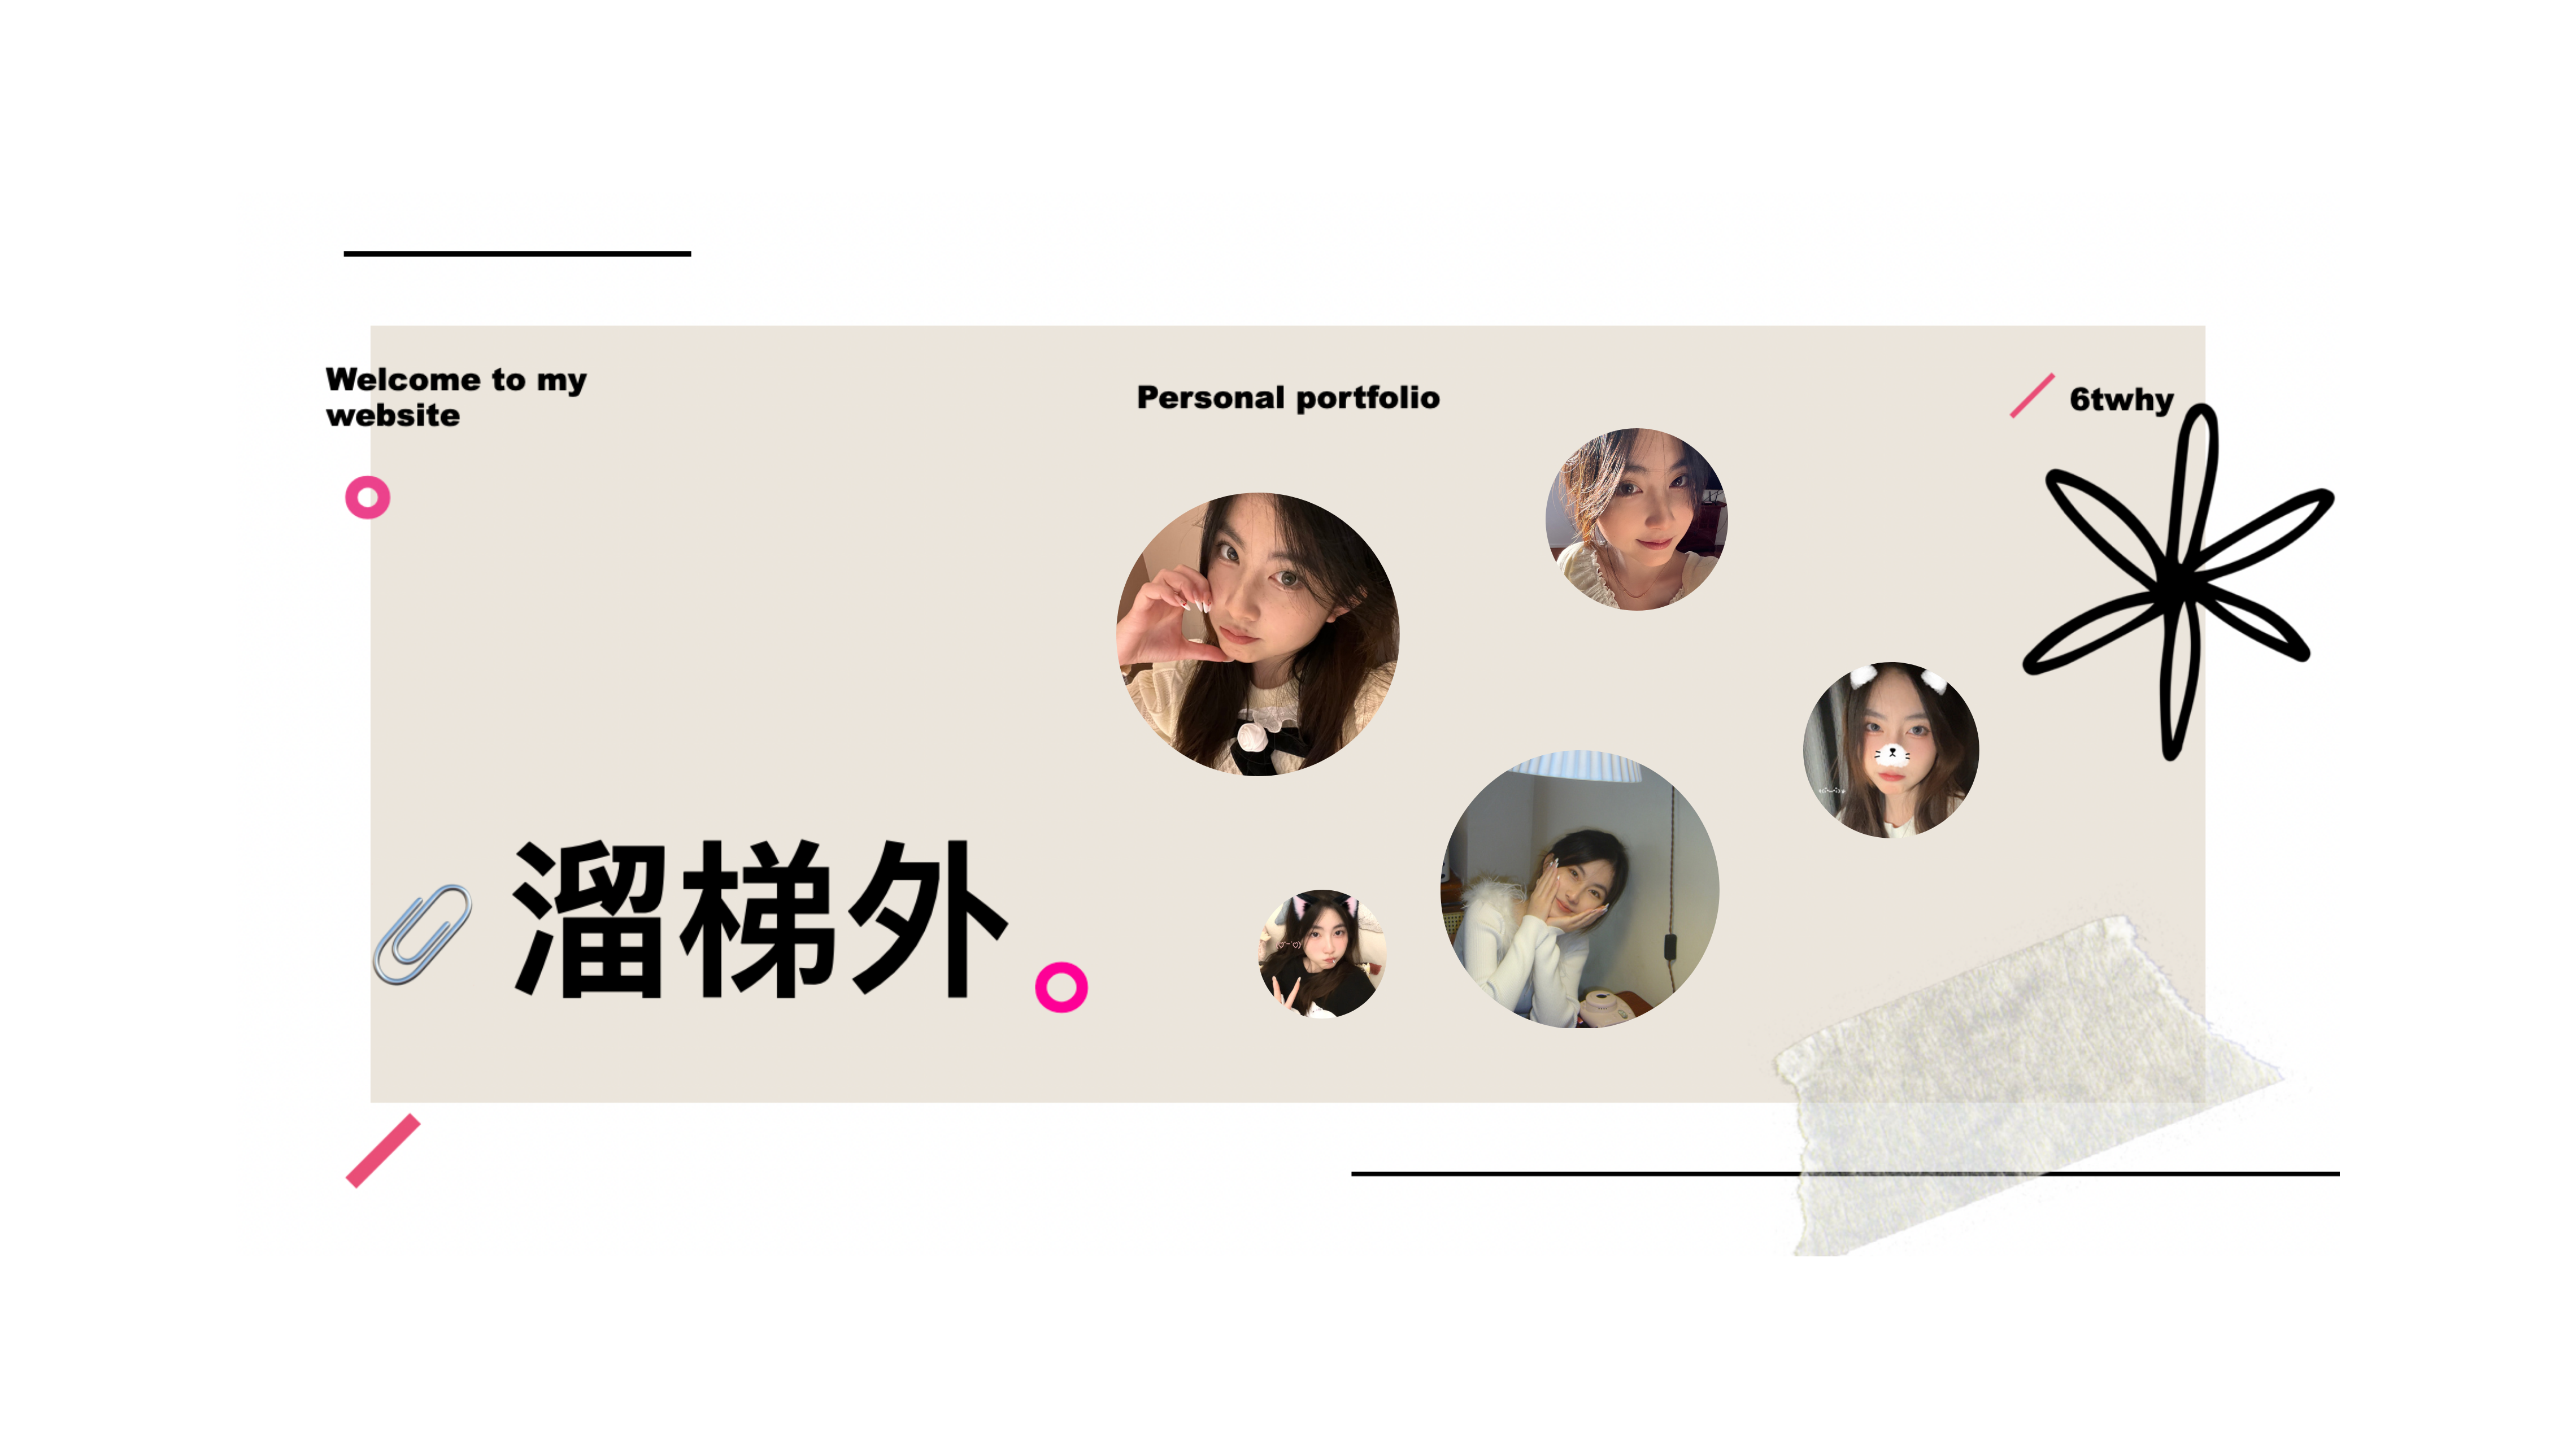 Welcome to my
website
Personal portfolio
6twhy
溜梯外